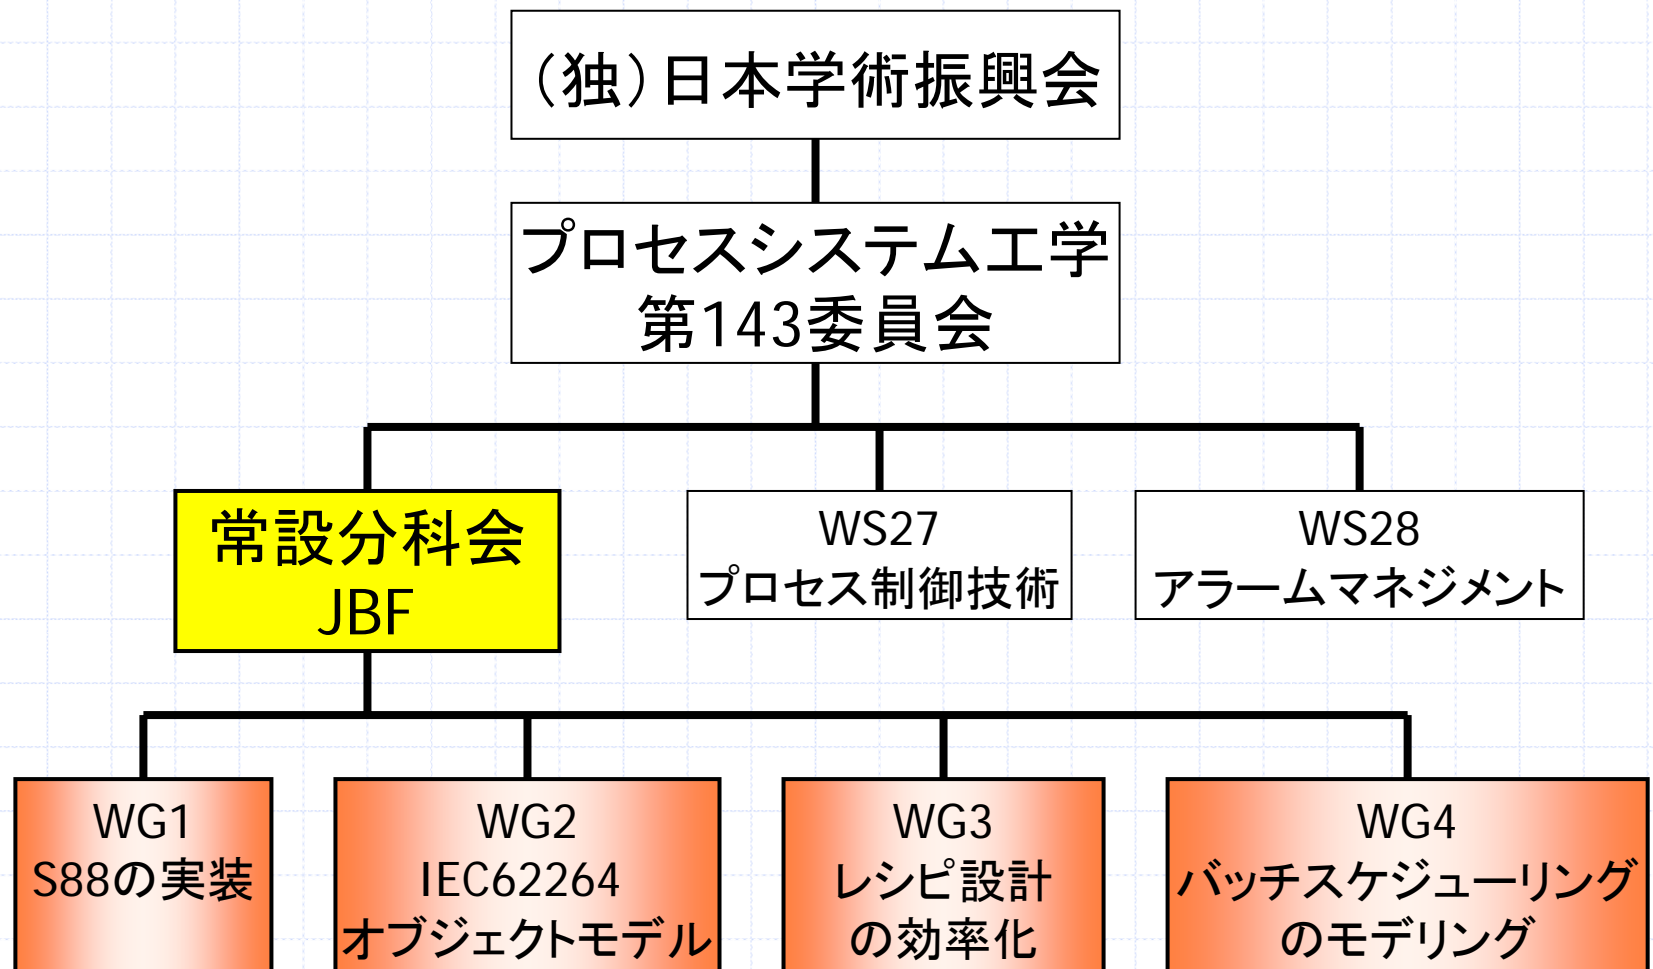 （独）日本学術振興会
プロセスシステム工学
第143委員会
常設分科会
JBF
WS27
プロセス制御技術
WS28
アラームマネジメント
WG1
S88の実装
WG2
IEC62264
オブジェクトモデル
WG3
レシピ設計
の効率化
WG4
バッチスケジューリング
のモデリング